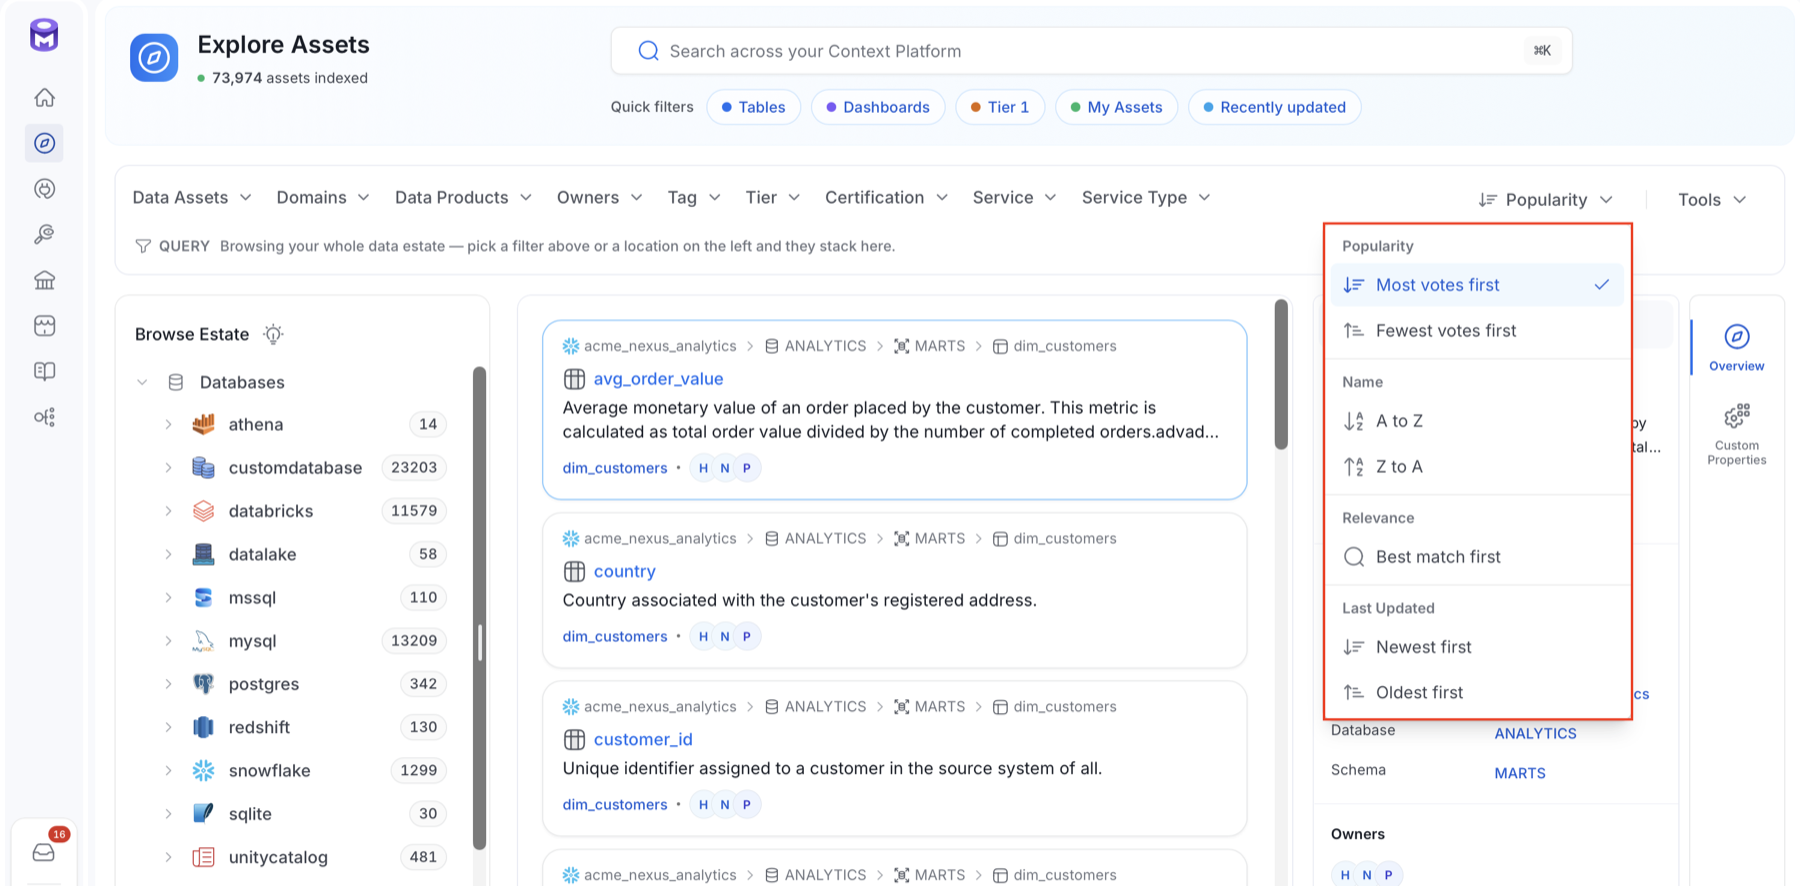 Explore Assets
73,974 assets indexed
Search across your Context Platform
⌘K
Quick filters
Tables
Dashboards
Tier 1
My Assets
Recently updated
Data Assets
Domains
Data Products
Owners
Tag
Tier
Certification
Service
Service Type
Popularity
Tools
QUERY Browsing your whole data estate — pick a filter above or a location on the left and they stack here.
Browse Estate
Databases
athena 14
customdatabase 23203
databricks 11579
datalake 58
mssql 110
mysql 13209
postgres 342
redshift 130
snowflake 1299
sqlite 30
unitycatalog 481
16
acme_nexus_analytics > ANALYTICS > MARTS > dim_customers
avg_order_value
Average monetary value of an order placed by the customer. This metric is
calculated as total order value divided by the number of completed orders.advad...
dim_customers • H N P
acme_nexus_analytics > ANALYTICS > MARTS > dim_customers
country
Country associated with the customer's registered address.
dim_customers • H N P
acme_nexus_analytics > ANALYTICS > MARTS > dim_customers
customer_id
Unique identifier assigned to a customer in the source system of all.
dim_customers • H N P
acme_nexus_analytics > ANALYTICS > MARTS > dim_customers
Popularity
Most votes first
Fewest votes first
Name
A to Z
Z to A
Relevance
Best match first
Last Updated
Newest first
Oldest first
Database ANALYTICS
Schema MARTS
Owners
H N P
Overview
Custom
Properties